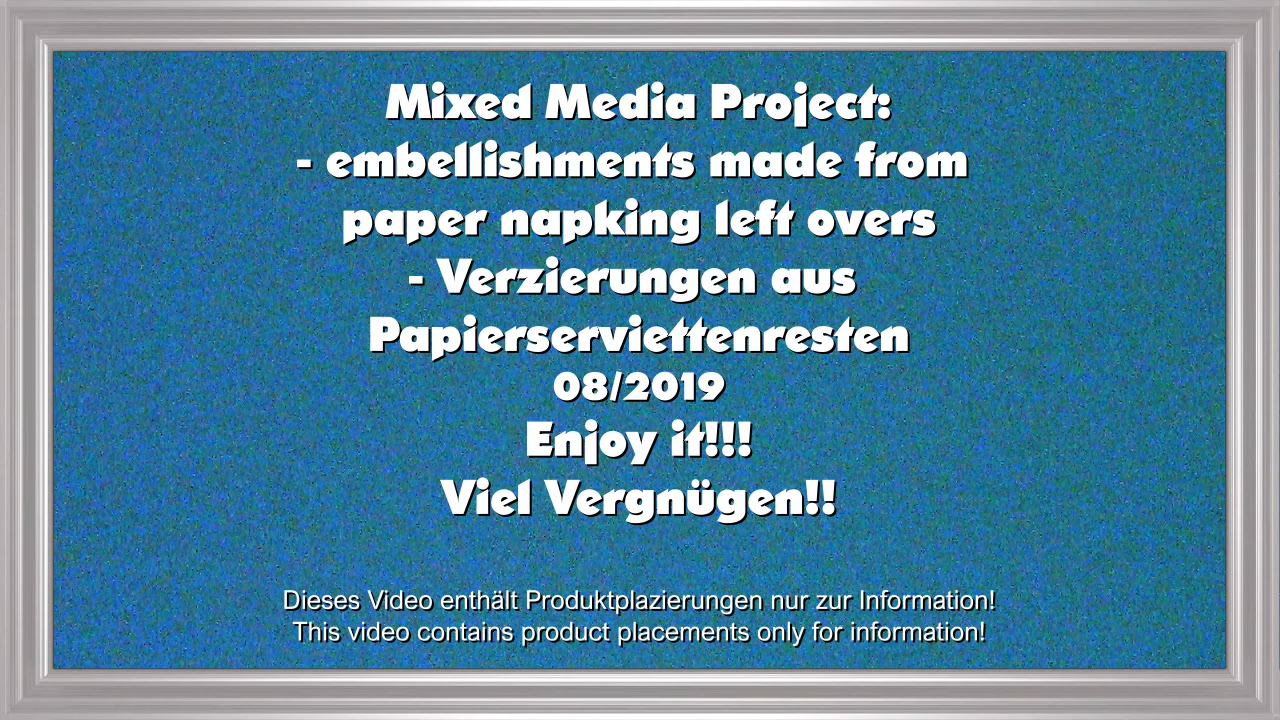 Mixed Media Project:
- embellishments made from
paper napking left overs
- Verzierungen aus
Papierserviettenresten
08/2019
Enjoy it!!!
Viel Vergnügen!!
Dieses Video enthält Produktplazierungen nur zur Information!
This video contains product placements only for information!